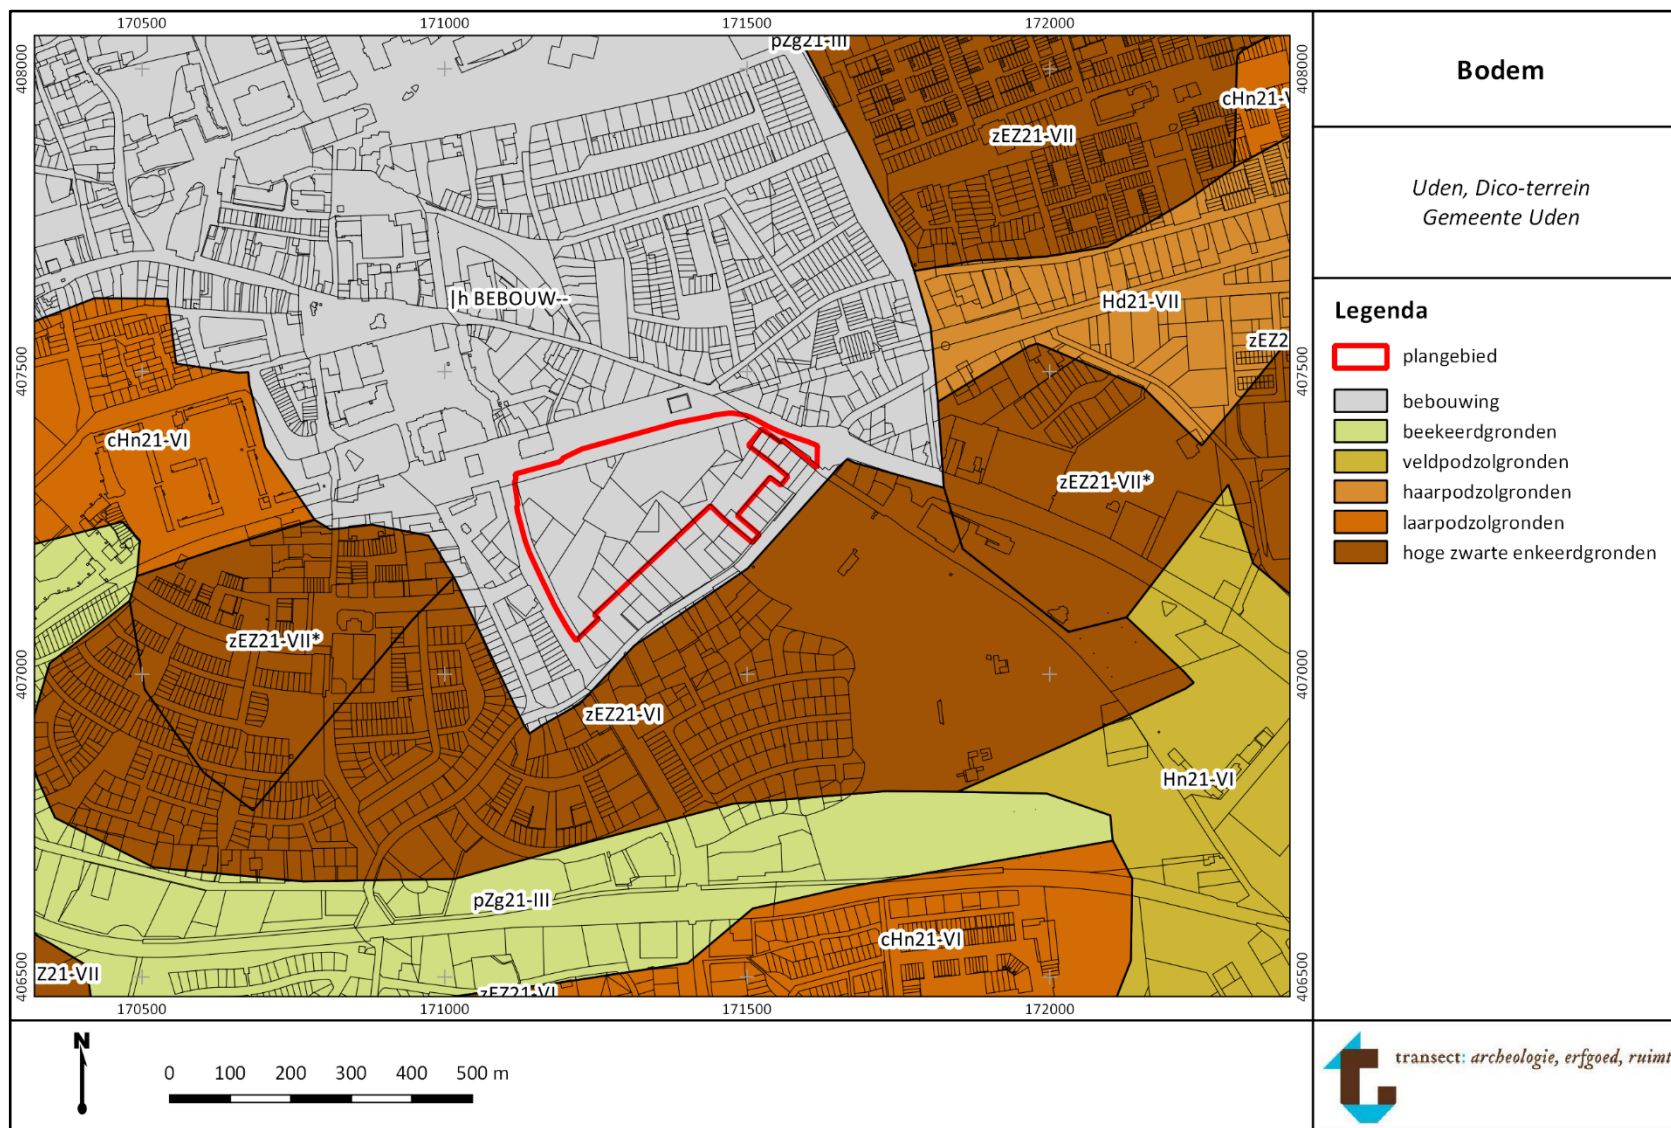 170500 171000 171500 172000
408000 408000
pZg21-III
cHn21-V
zEZ21-VII
|h BEBOUW--
Hd21-VII
zEZ2
407500 407500
cHn21-VI
zEZ21-VII*
zEZ21-VII*
407000 407000
zEZ21-VI
Hn21-VI
pZg21-III
cHn21-VI
Z21-VII
zEZ21-VI
406500 406500
170500 171000 171500 172000
N
0 100 200 300 400 500 m
Bodem
Uden, Dico-terrein
Gemeente Uden
Legenda
plangebied
bebouwing
beekeerdgronden
veldpodzolgronden
haarpodzolgronden
laarpodzolgronden
hoge zwarte enkeerdgronden
transect: archeologie, erfgoed, ruimt